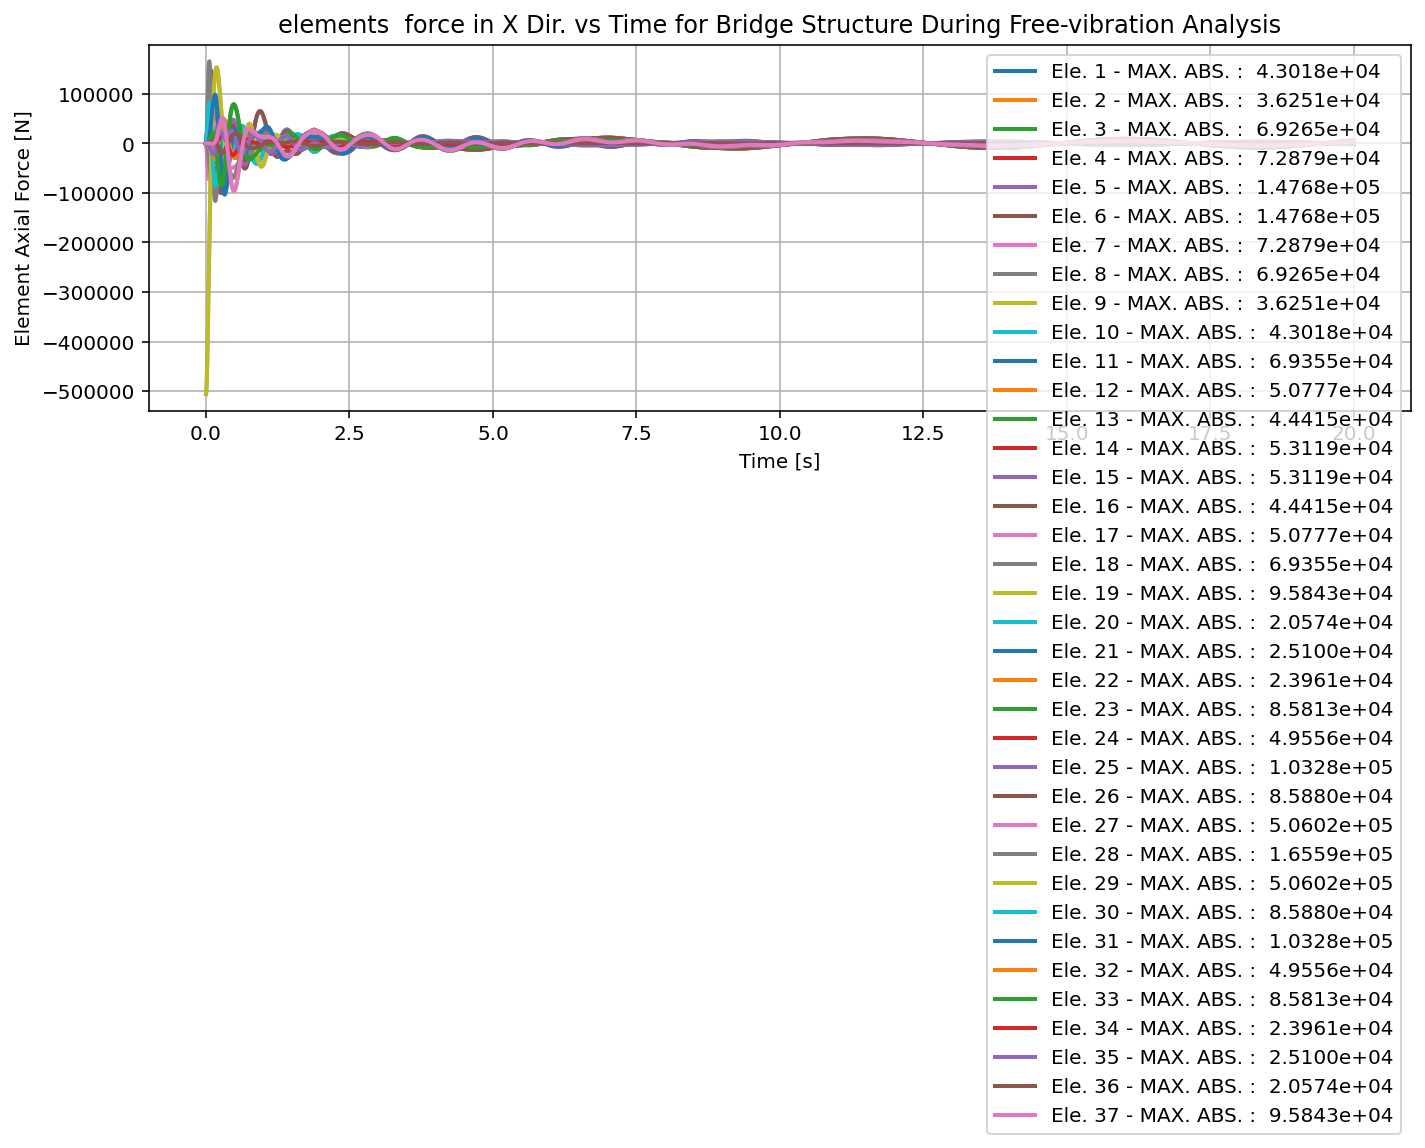 elements  force in X Dir. vs Time for Bridge Structure During Free-vibration Analysis
Element Axial Force [N]
100000
0
−100000
−200000
−300000
−400000
−500000
0.0 2.5 5.0 7.5 10.0 12.5 15.0 17.5 20.0
Time [s]
Ele. 1 - MAX. ABS. :  4.3018e+04
Ele. 2 - MAX. ABS. :  3.6251e+04
Ele. 3 - MAX. ABS. :  6.9265e+04
Ele. 4 - MAX. ABS. :  7.2879e+04
Ele. 5 - MAX. ABS. :  1.4768e+05
Ele. 6 - MAX. ABS. :  1.4768e+05
Ele. 7 - MAX. ABS. :  7.2879e+04
Ele. 8 - MAX. ABS. :  6.9265e+04
Ele. 9 - MAX. ABS. :  3.6251e+04
Ele. 10 - MAX. ABS. :  4.3018e+04
Ele. 11 - MAX. ABS. :  6.9355e+04
Ele. 12 - MAX. ABS. :  5.0777e+04
Ele. 13 - MAX. ABS. :  4.4415e+04
Ele. 14 - MAX. ABS. :  5.3119e+04
Ele. 15 - MAX. ABS. :  5.3119e+04
Ele. 16 - MAX. ABS. :  4.4415e+04
Ele. 17 - MAX. ABS. :  5.0777e+04
Ele. 18 - MAX. ABS. :  6.9355e+04
Ele. 19 - MAX. ABS. :  9.5843e+04
Ele. 20 - MAX. ABS. :  2.0574e+04
Ele. 21 - MAX. ABS. :  2.5100e+04
Ele. 22 - MAX. ABS. :  2.3961e+04
Ele. 23 - MAX. ABS. :  8.5813e+04
Ele. 24 - MAX. ABS. :  4.9556e+04
Ele. 25 - MAX. ABS. :  1.0328e+05
Ele. 26 - MAX. ABS. :  8.5880e+04
Ele. 27 - MAX. ABS. :  5.0602e+05
Ele. 28 - MAX. ABS. :  1.6559e+05
Ele. 29 - MAX. ABS. :  5.0602e+05
Ele. 30 - MAX. ABS. :  8.5880e+04
Ele. 31 - MAX. ABS. :  1.0328e+05
Ele. 32 - MAX. ABS. :  4.9556e+04
Ele. 33 - MAX. ABS. :  8.5813e+04
Ele. 34 - MAX. ABS. :  2.3961e+04
Ele. 35 - MAX. ABS. :  2.5100e+04
Ele. 36 - MAX. ABS. :  2.0574e+04
Ele. 37 - MAX. ABS. :  9.5843e+04